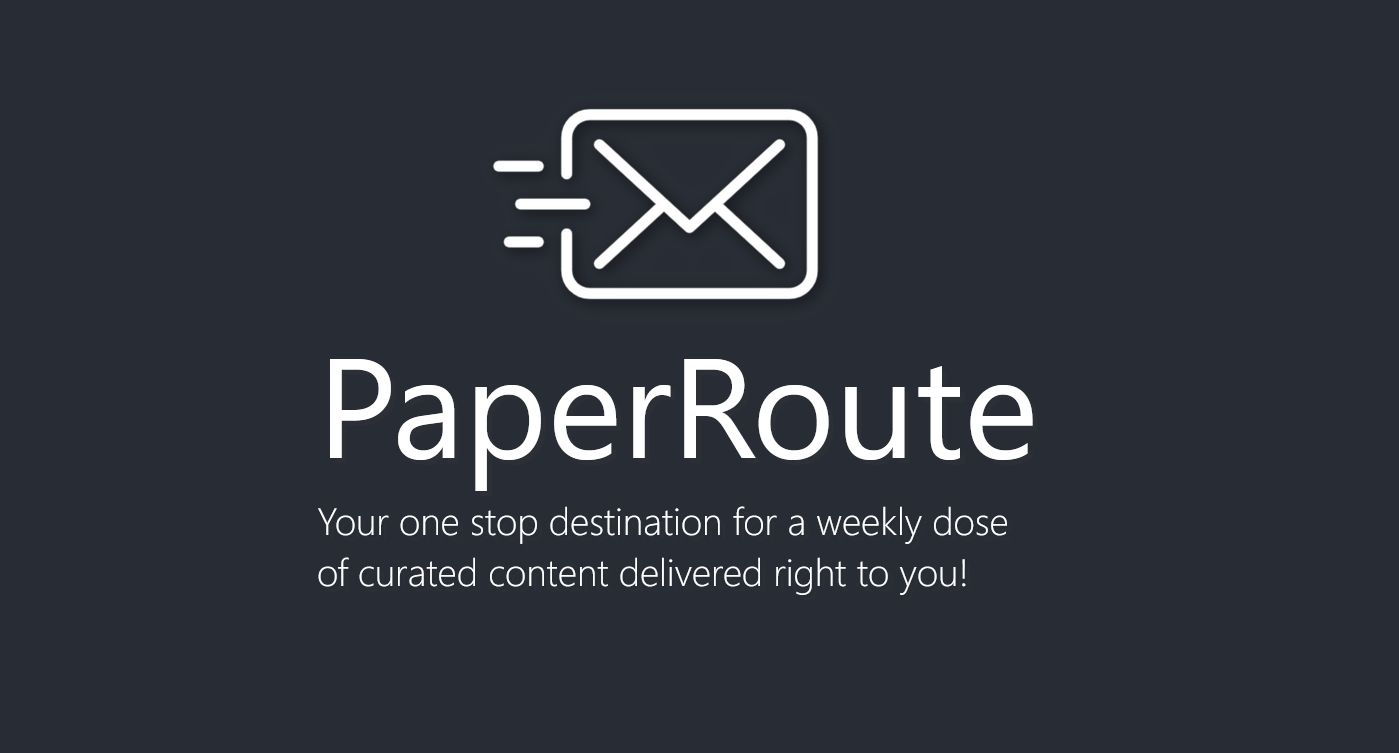 PaperRoute
Your one stop destination for a weekly dose
of curated content delivered right to you!